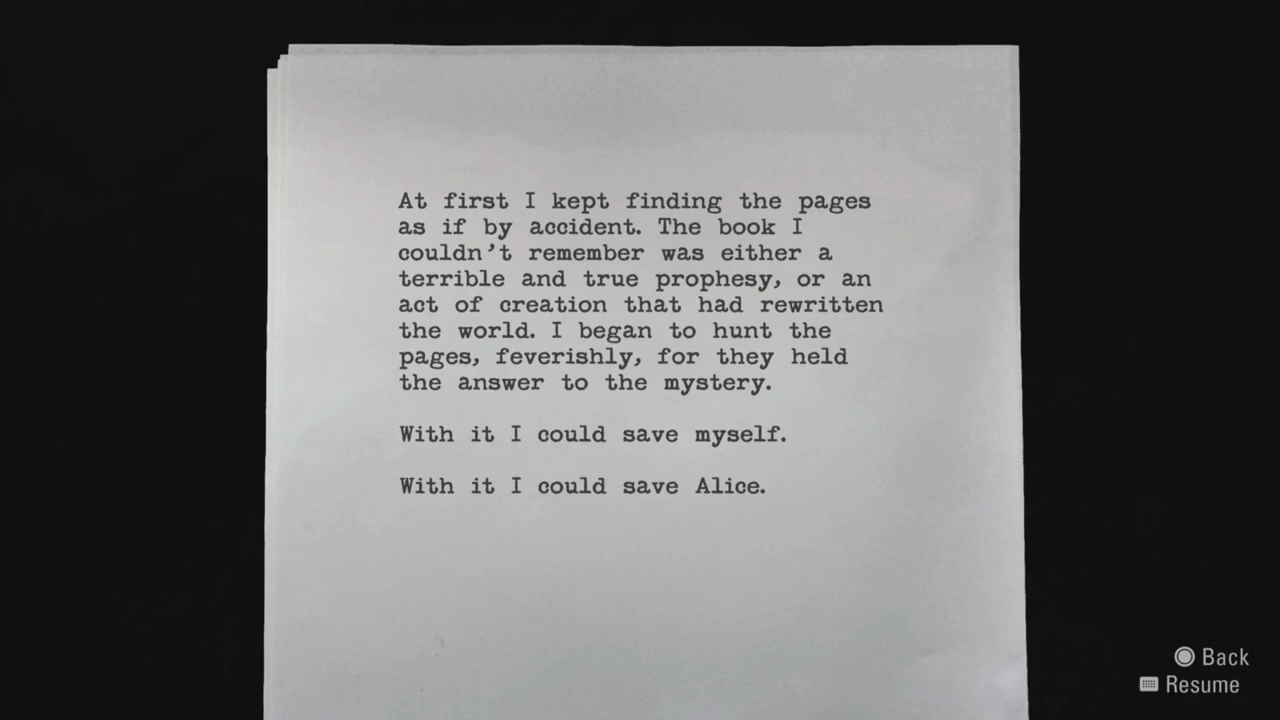 At first I kept finding the pages
as if by accident. The book I
couldn't remember was either a
terrible and true prophesy, or an
act of creation that had rewritten
the world. I began to hunt the
pages, feverishly, for they held
the answer to the mystery.
With it I could save myself.
With it I could save Alice.
Back
Resume